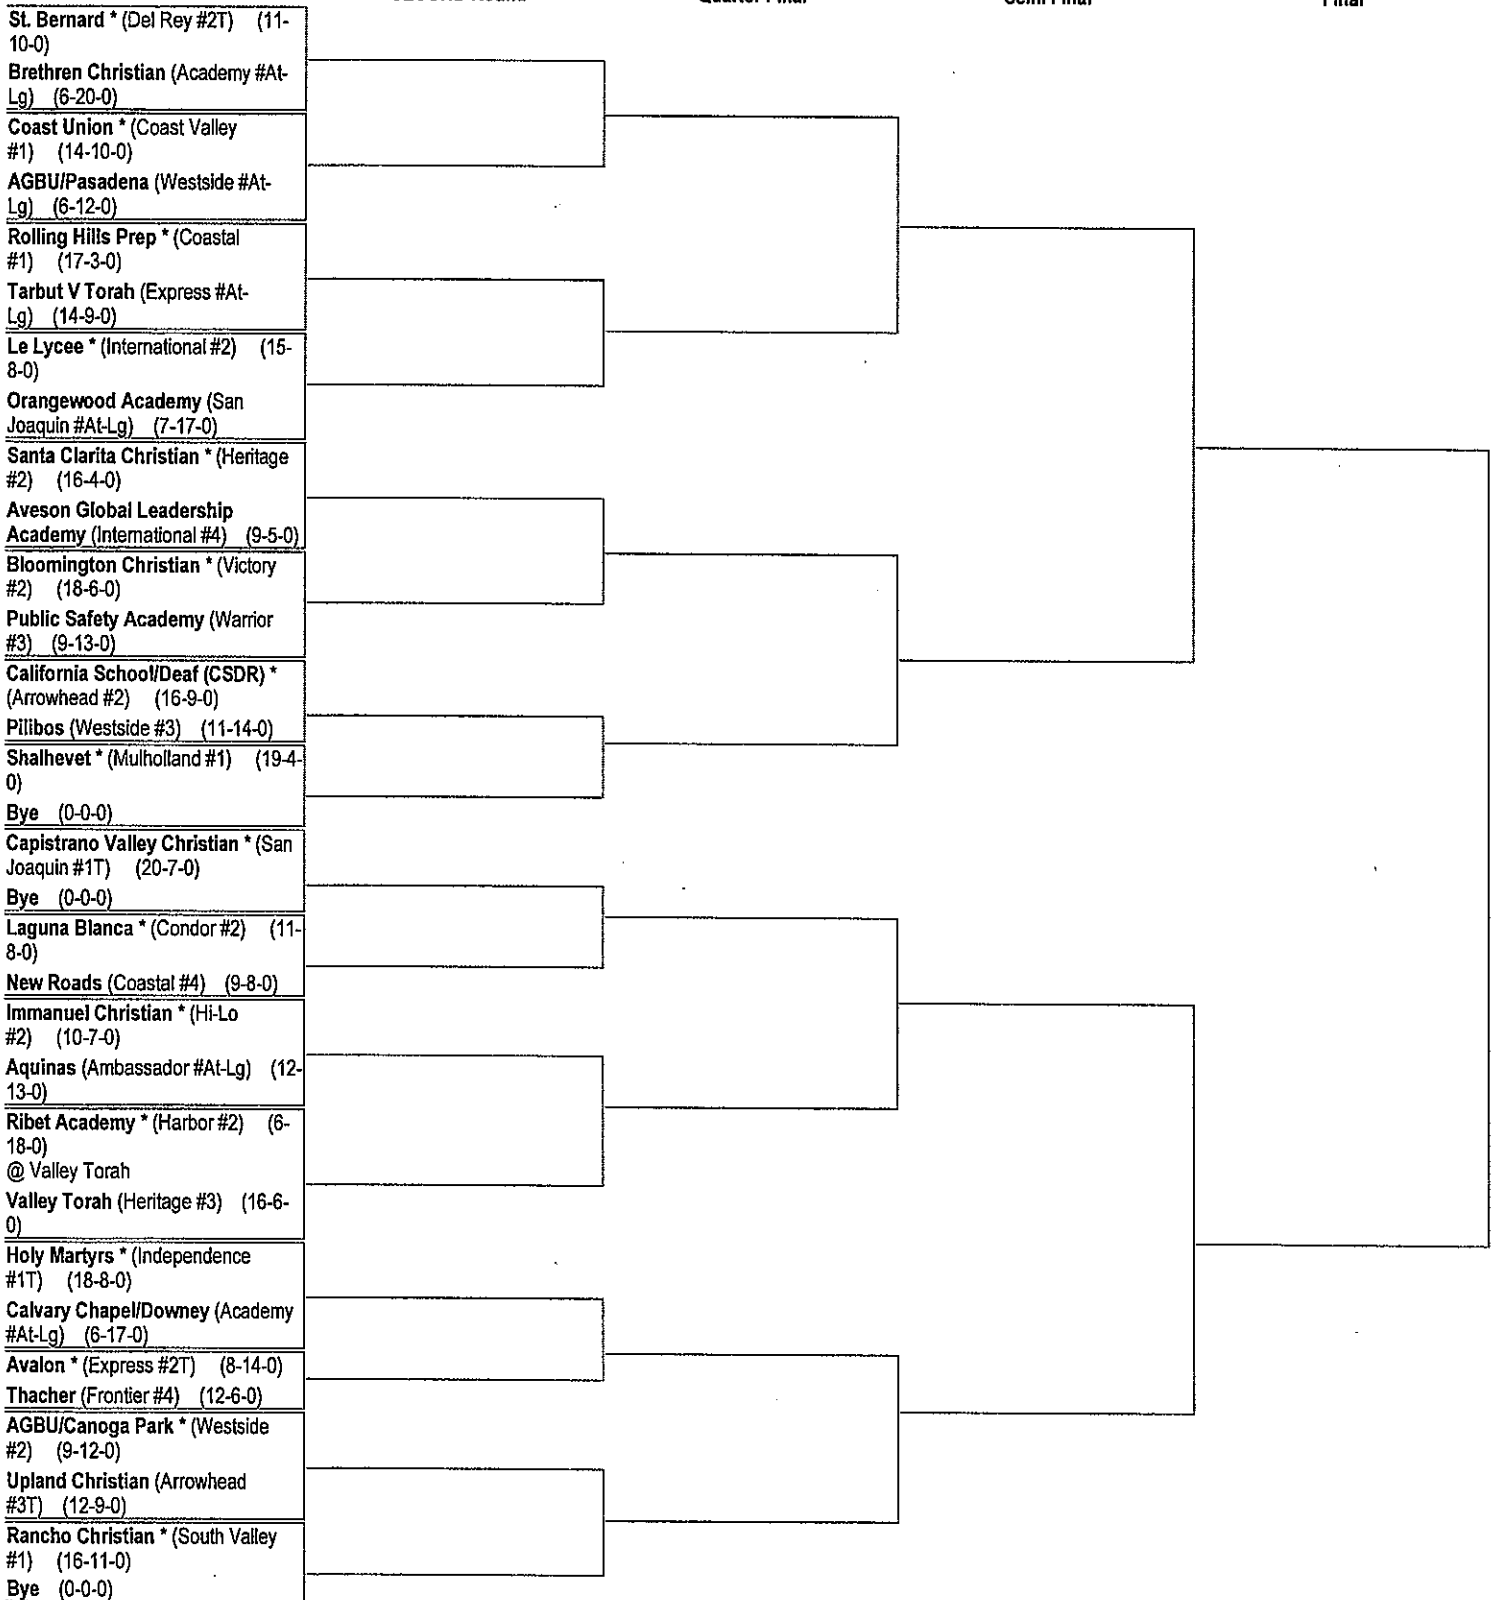 Quarter Final
Semi Final
Final
St. Bernard * (Del Rey #2T) (11-
10-0)
Brethren Christian (Academy #At-
Lg) (6-20-0)
Coast Union * (Coast Valley
#1) (14-10-0)
AGBU/Pasadena (Westside #At-
Lg) (6-12-0)
Rolling Hills Prep * (Coastal
#1) (17-3-0)
Tarbut V Torah (Express #At-
Lg) (14-9-0)
Le Lycee * (International #2) (15-
8-0)
Orangewood Academy (San
Joaquin #At-Lg) (7-17-0)
Santa Clarita Christian * (Heritage
#2) (16-4-0)
Aveson Global Leadership
Academy (International #4) (9-5-0)
Bloomington Christian * (Victory
#2) (18-6-0)
Public Safety Academy (Warrior
#3) (9-13-0)
California School/Deaf (CSDR) *
(Arrowhead #2) (16-9-0)
Pilibos (Westside #3) (11-14-0)
Shalhevet * (Mulholland #1) (19-4-
0)
Bye (0-0-0)
Capistrano Valley Christian * (San
Joaquin #1T) (20-7-0)
Bye (0-0-0)
Laguna Blanca * (Condor #2) (11-
8-0)
New Roads (Coastal #4) (9-8-0)
Immanuel Christian * (Hi-Lo
#2) (10-7-0)
Aquinas (Ambassador #At-Lg) (12-
13-0)
Ribet Academy * (Harbor #2) (6-
18-0)
@ Valley Torah
Valley Torah (Heritage #3) (16-6-
0)
Holy Martyrs * (Independence
#1T) (18-8-0)
Calvary Chapel/Downey (Academy
#At-Lg) (6-17-0)
Avalon * (Express #2T) (8-14-0)
Thacher (Frontier #4) (12-6-0)
AGBU/Canoga Park * (Westside
#2) (9-12-0)
Upland Christian (Arrowhead
#3T) (12-9-0)
Rancho Christian * (South Valley
#1) (16-11-0)
Bye (0-0-0)